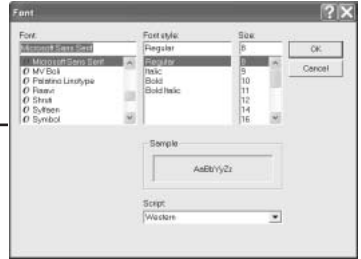 Font
Font: Font style: Size:
Microsoft Sans Serif Regular 8 OK
Microsoft Sans Serif Regular 8 Cancel
MV Boli Italic 9
Palatino Linotype Bold 10
Raavi Bold Italic 11
Shruti 12
Sylfaen 14
Symbol 16
Sample
AaBbYyZz
Script:
Western